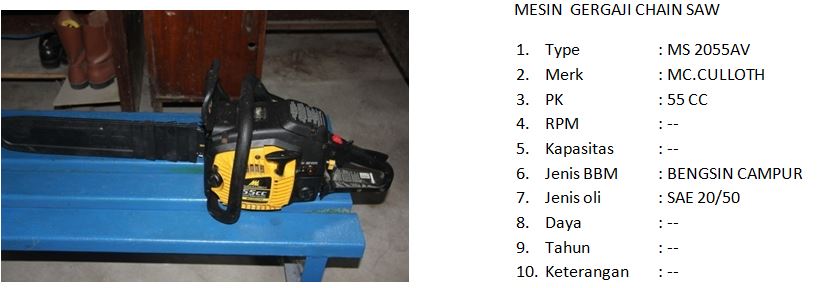 MESIN GERGAJI CHAIN SAW
1. Type : MS 2055AV
2. Merk : MC.CULLOTH
3. PK : 55 CC
4. RPM : --
5. Kapasitas : --
6. Jenis BBM : BENGSIN CAMPUR
7. Jenis oli : SAE 20/50
8. Daya : --
9. Tahun : --
10. Keterangan : --
55CC